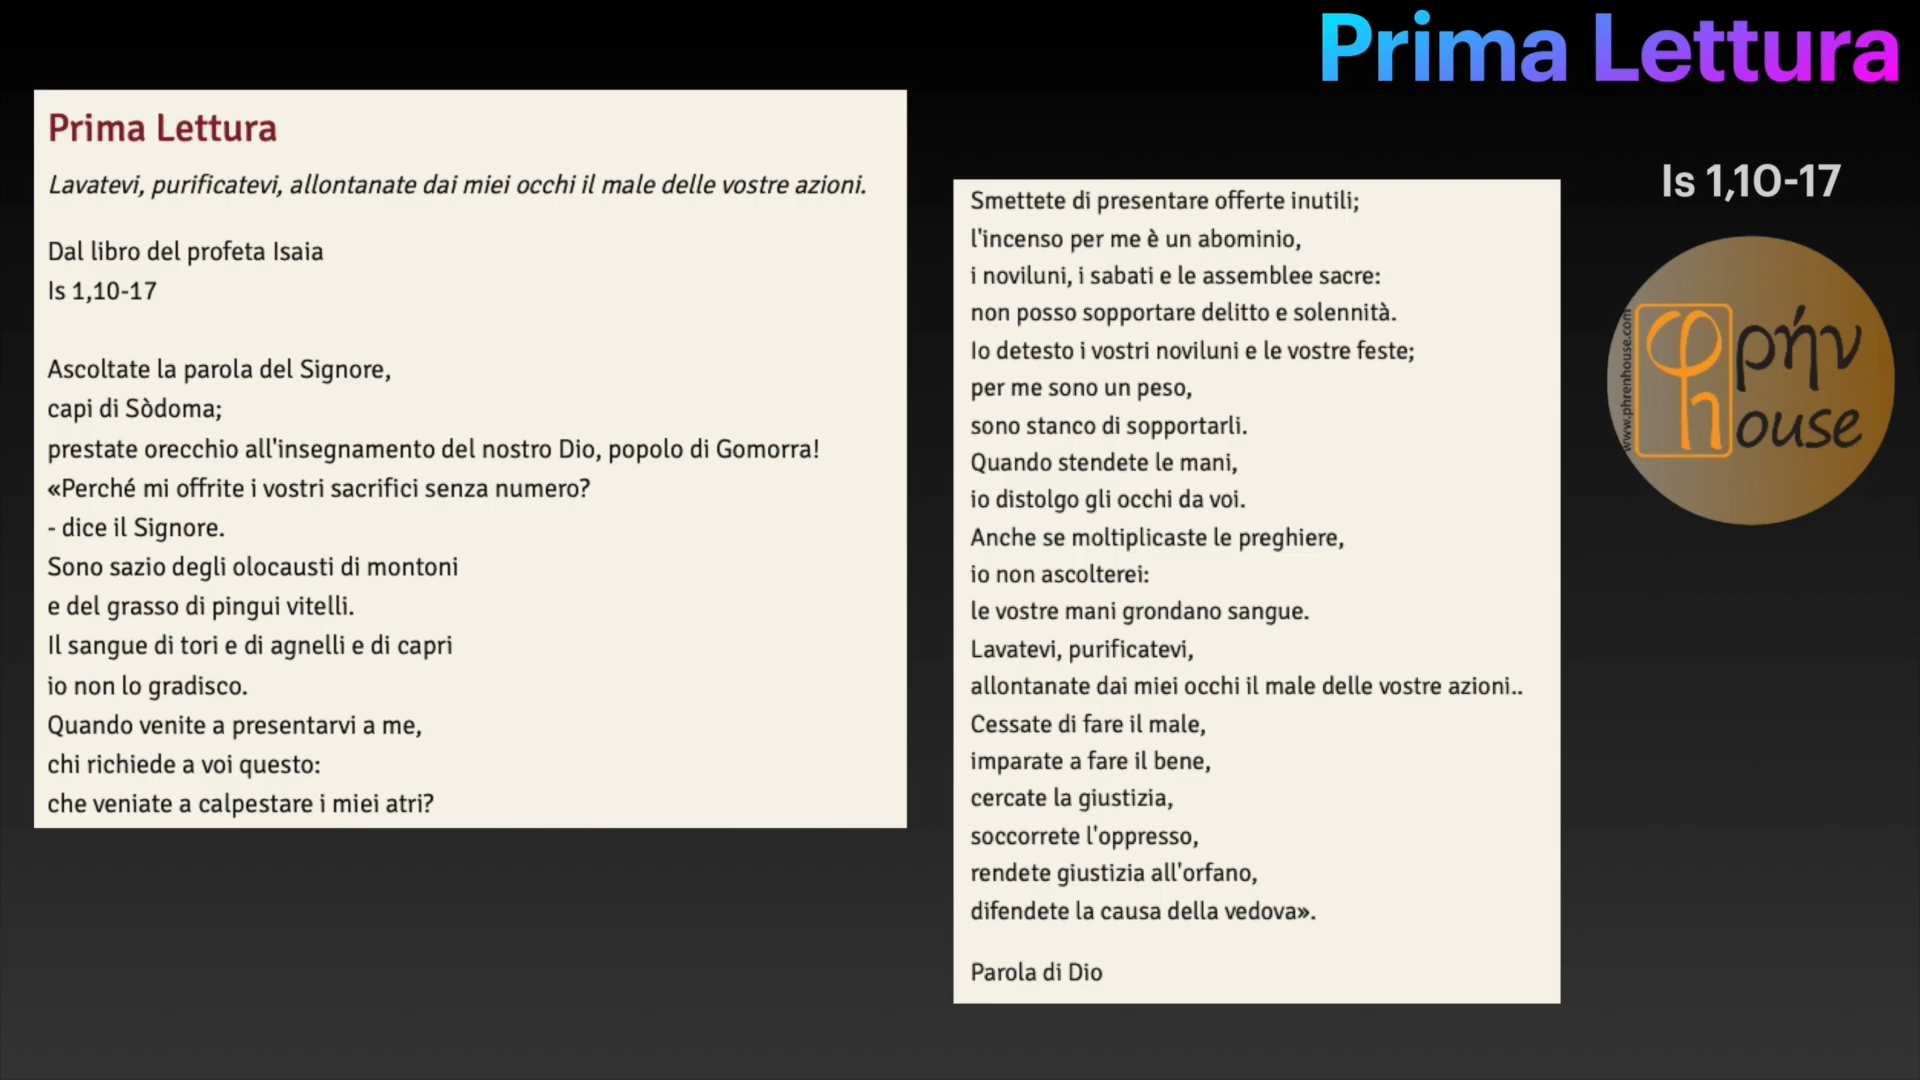 Prima Lettura
Prima Lettura
Lavatevi, purificatevi, allontanate dai miei occhi il male delle vostre azioni.
Dal libro del profeta Isaia
Is 1,10-17
Ascoltate la parola del Signore,
capi di Sòdoma;
prestate orecchio all'insegnamento del nostro Dio, popolo di Gomorra!
«Perché mi offrite i vostri sacrifici senza numero?
- dice il Signore.
Sono sazio degli olocausti di montoni
e del grasso di pingui vitelli.
Il sangue di tori e di agnelli e di capri
io non lo gradisco.
Quando venite a presentarvi a me,
chi richiede a voi questo:
che veniate a calpestare i miei atri?
Smettete di presentare offerte inutili;
l'incenso per me è un abominio,
i noviluni, i sabati e le assemblee sacre:
non posso sopportare delitto e solennità.
Io detesto i vostri noviluni e le vostre feste;
per me sono un peso,
sono stanco di sopportarli.
Quando stendete le mani,
io distolgo gli occhi da voi.
Anche se moltiplicaste le preghiere,
io non ascolterei:
le vostre mani grondano sangue.
Lavatevi, purificatevi,
allontanate dai miei occhi il male delle vostre azioni..
Cessate di fare il male,
imparate a fare il bene,
cercate la giustizia,
soccorrete l'oppresso,
rendete giustizia all'orfano,
difendete la causa della vedova».
Parola di Dio
Is 1,10-17
www.phrenhouse.com
φρήν
house